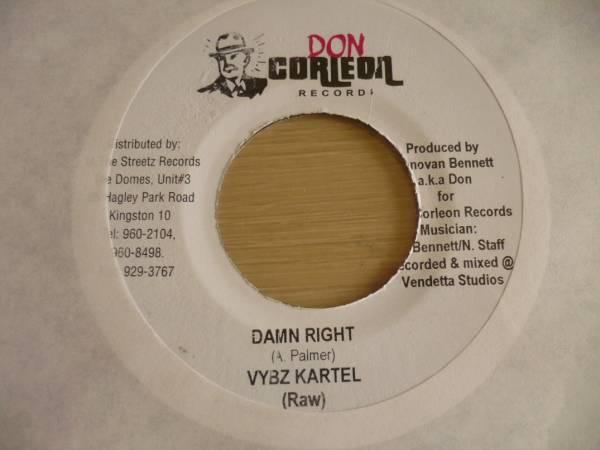 DON
CORLEON
RECORDS
istributed by:
e Streetz Records
e Domes, Unit#3
Hagley Park Road
Kingston 10
el: 960-2104,
960-8498.
929-3767
Produced by
novan Bennett
a.k.a Don
for
Corleon Records
Musician:
Bennett/N. Staff
ecorded & mixed @
Vendetta Studios
DAMN RIGHT
(A. Palmer)
VYBZ KARTEL
(Raw)